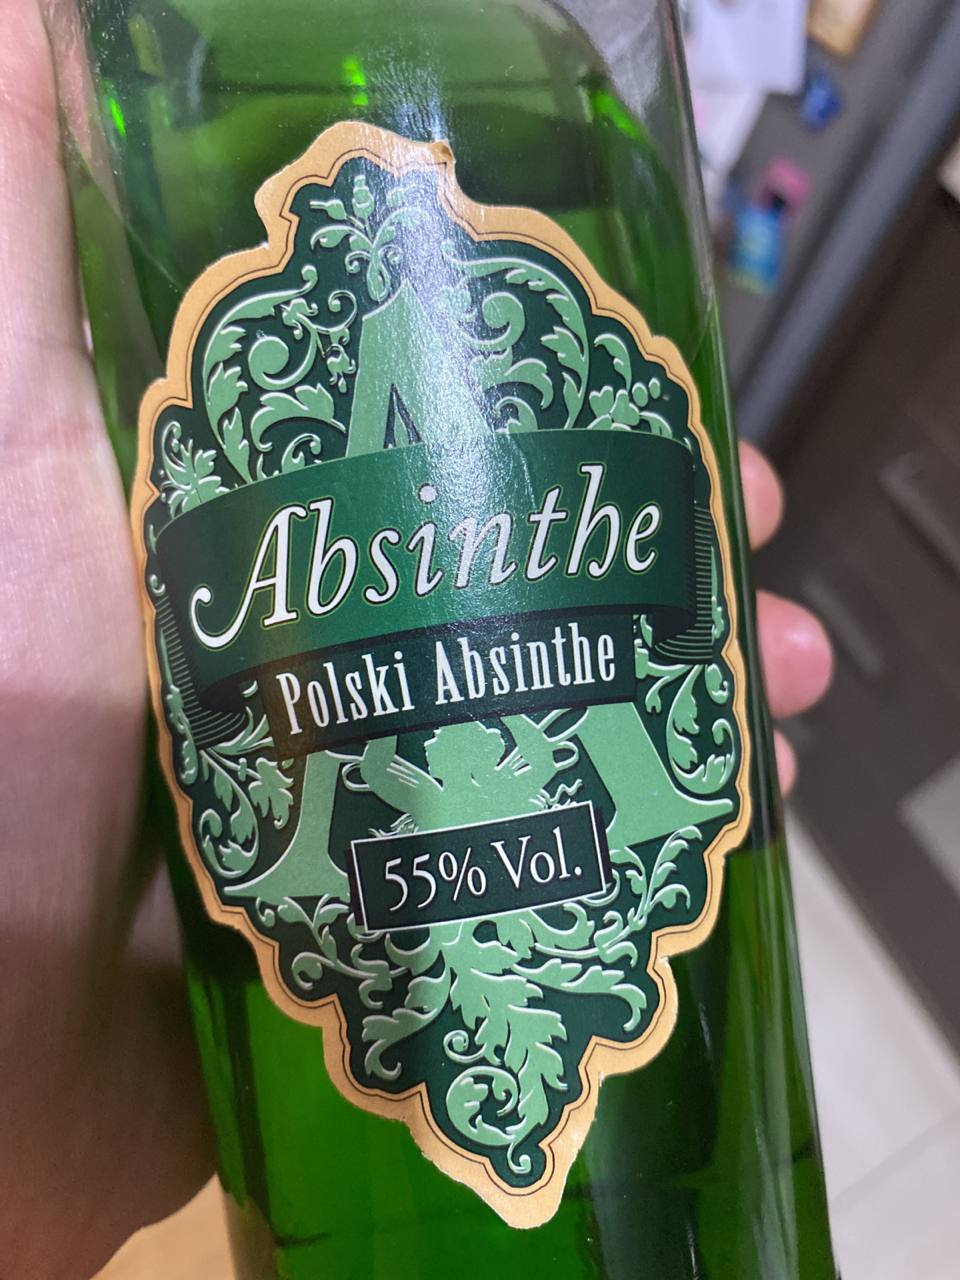 Absinthe
Polski Absinthe
55% Vol.